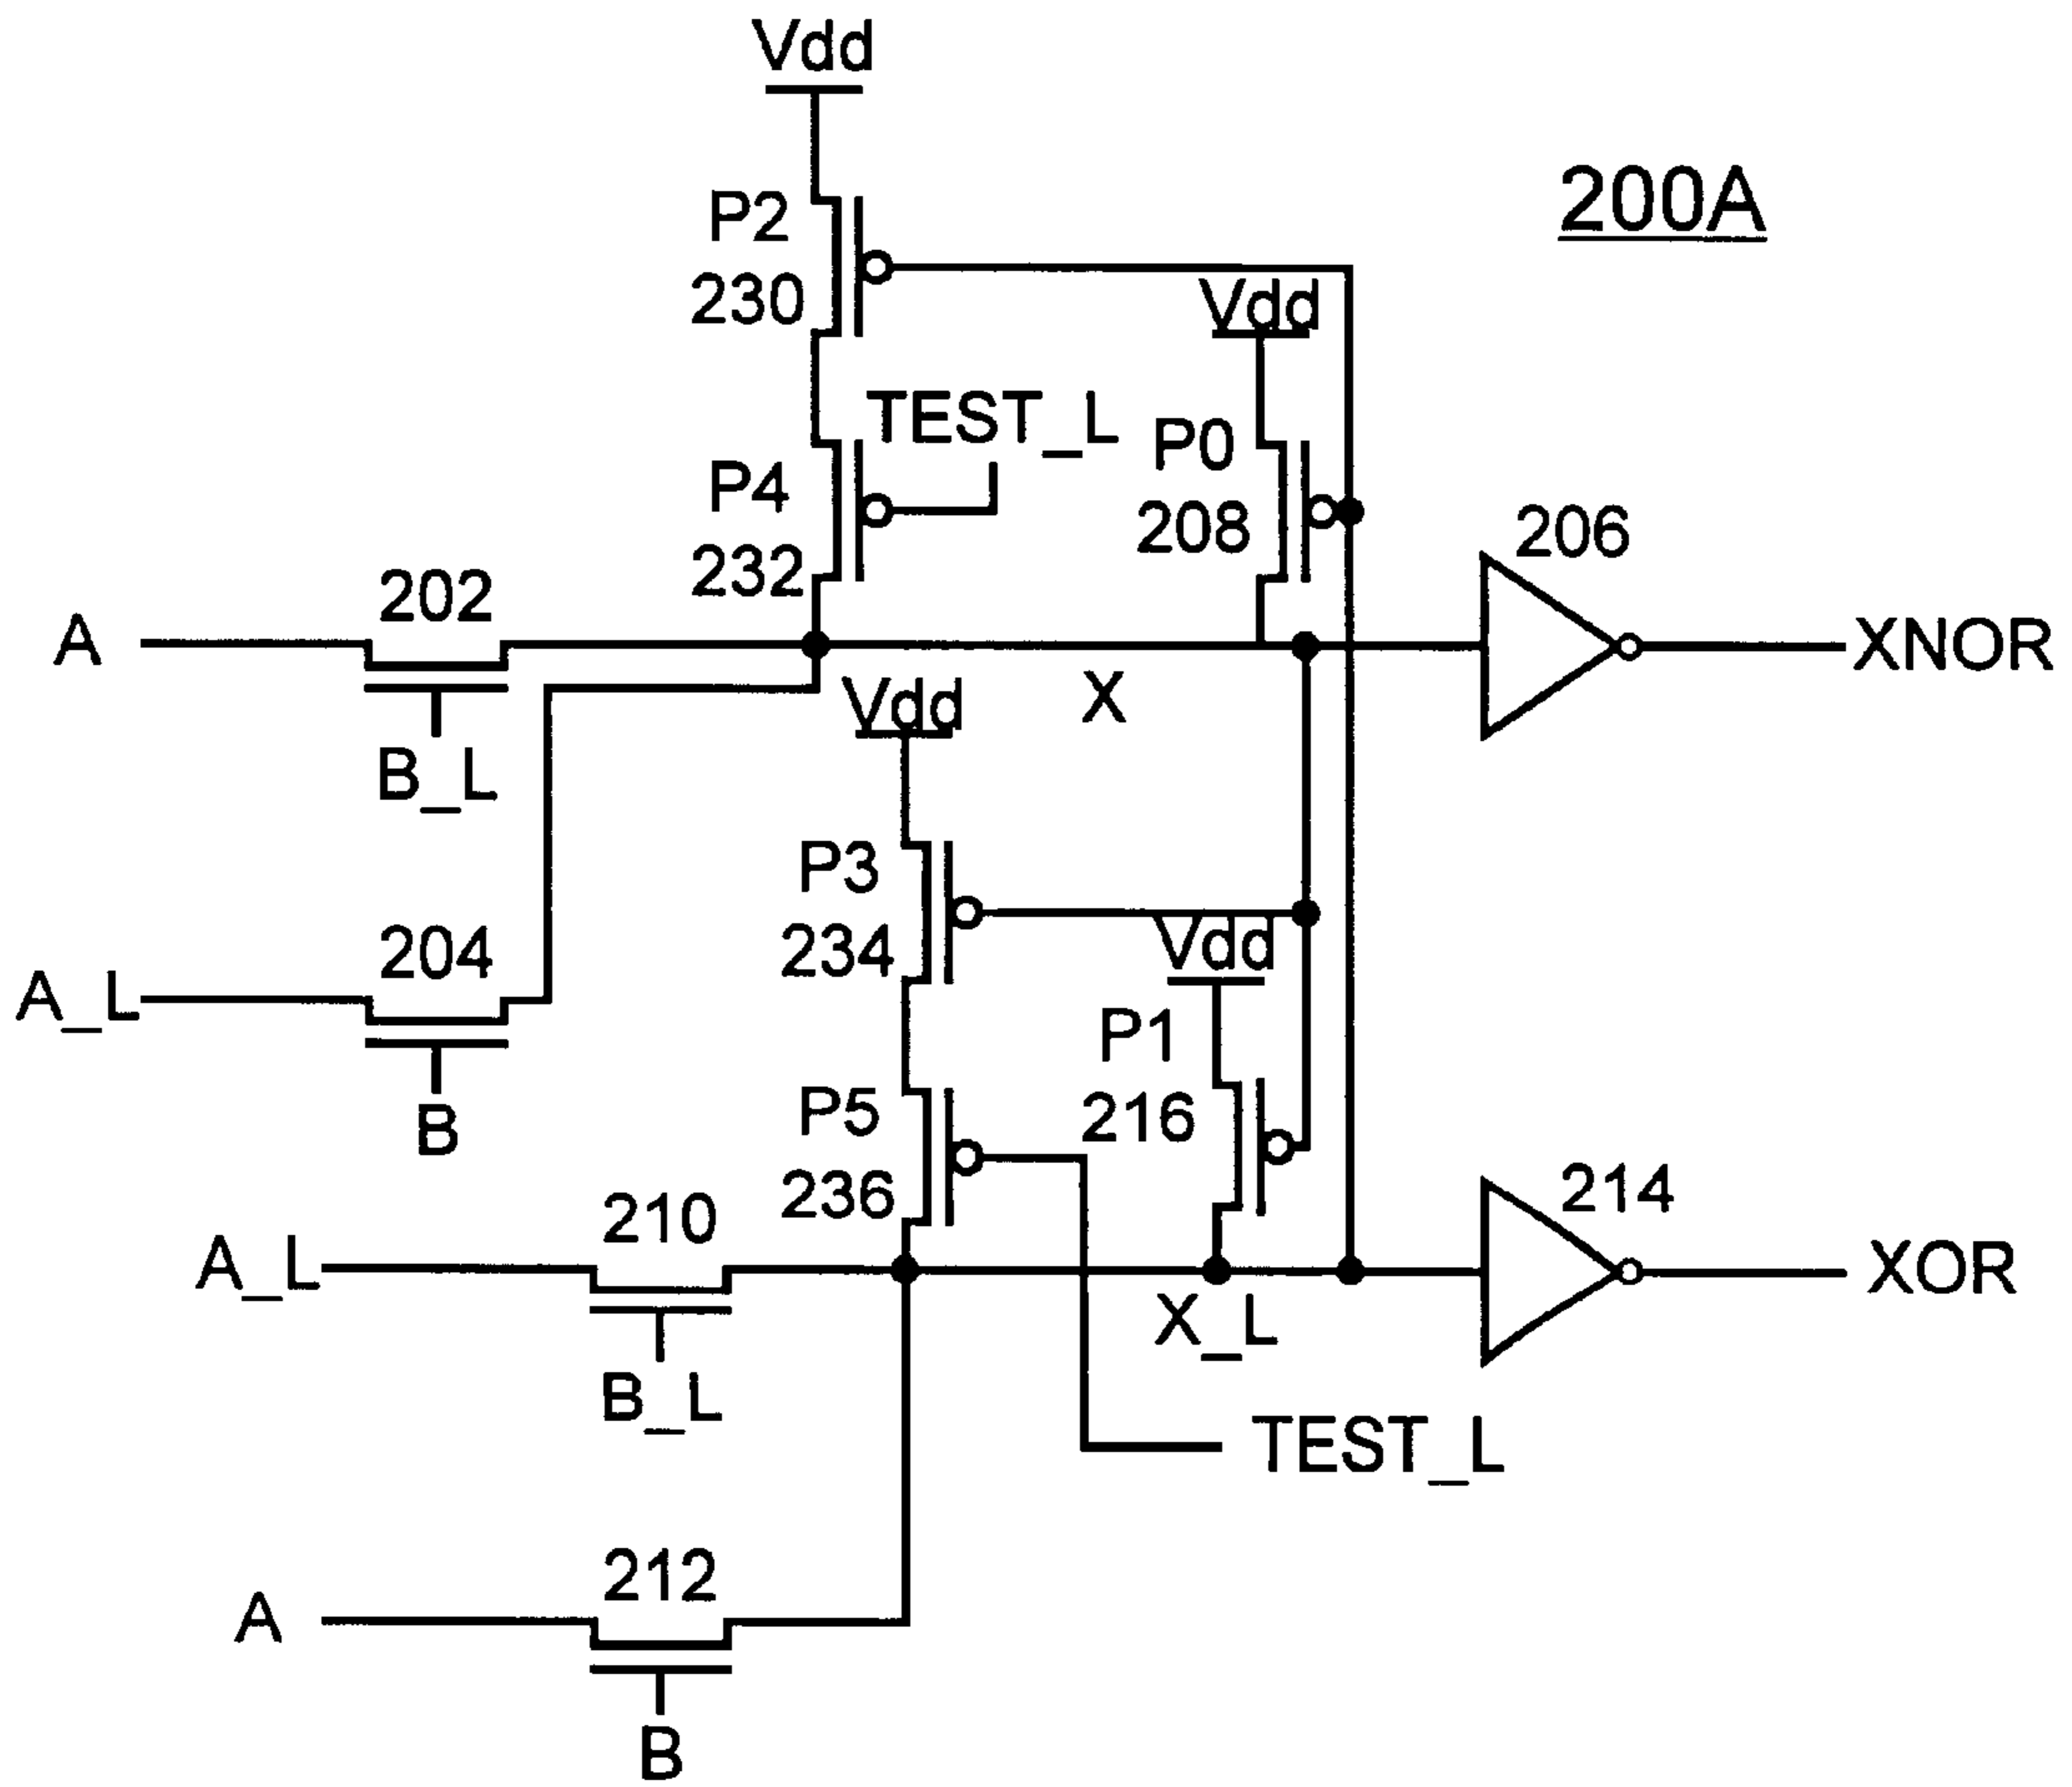 Vdd
200A
P2
230
Vdd
TEST_L
P0
208
P4
232
206
202
A
XNOR
B_L
Vdd
X
P3
234
204
Vdd
A_L
P1
216
B
P5
236
210
214
A_L
XOR
X_L
B_L
TEST_L
212
A
B